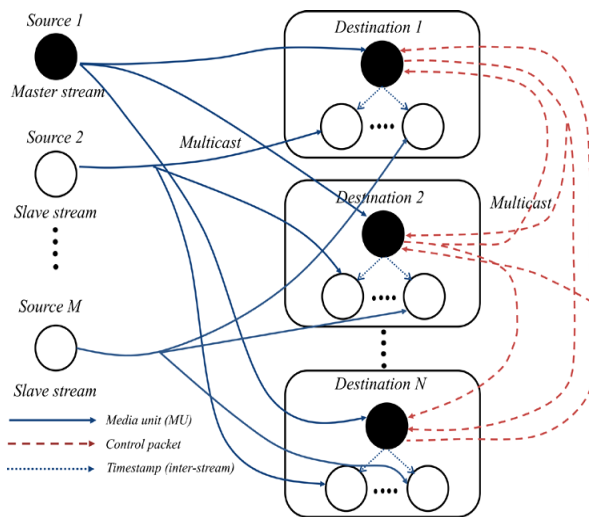 Source 1
Master stream
Source 2
Slave stream
Source M
Slave stream
Multicast
Destination 1
Destination 2
Multicast
Destination N
Media unit (MU)
Control packet
Timestamp (inter-stream)